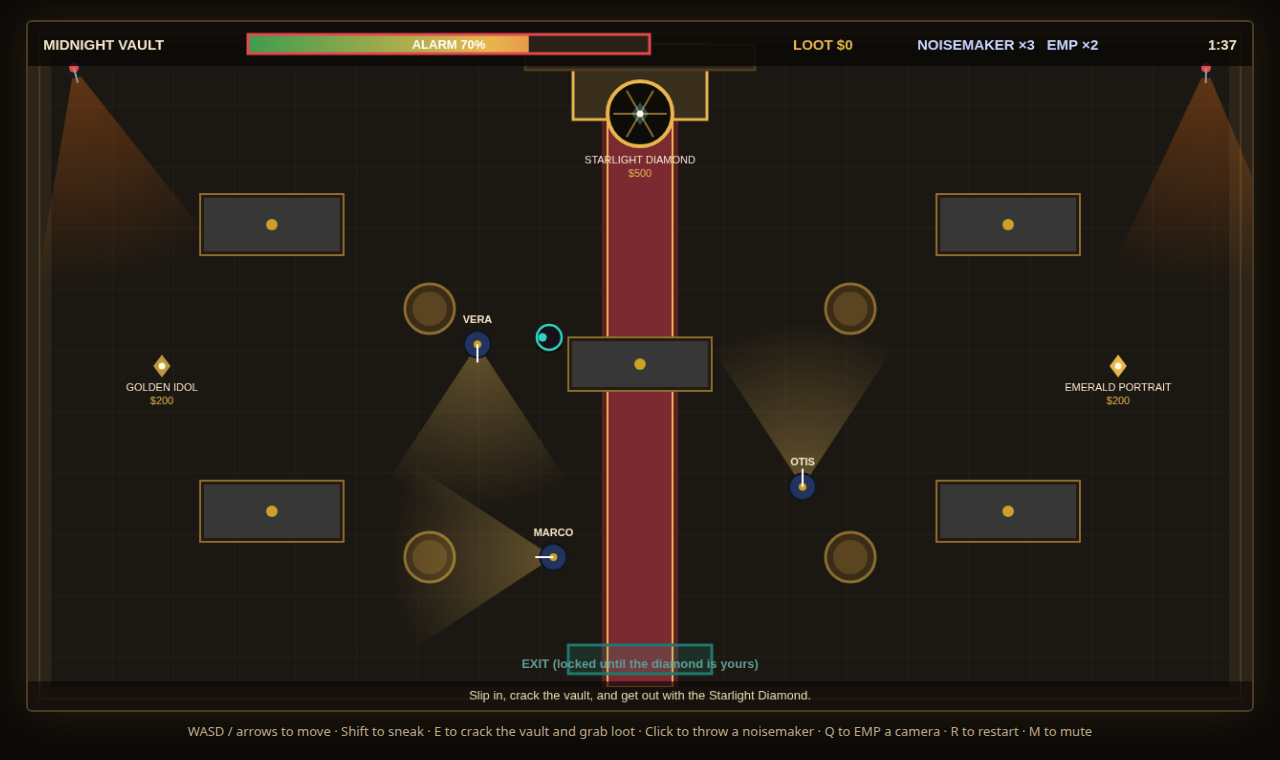 MIDNIGHT VAULT
ALARM 70%
LOOT $0
NOISEMAKER ×3 EMP ×2
1:37
STARLIGHT DIAMOND
$500
VERA
GOLDEN IDOL
$200
EMERALD PORTRAIT
$200
OTIS
MARCO
EXIT (locked until the diamond is yours)
Slip in, crack the vault, and get out with the Starlight Diamond.
WASD / arrows to move · Shift to sneak · E to crack the vault and grab loot · Click to throw a noisemaker · Q to EMP a camera · R to restart · M to mute